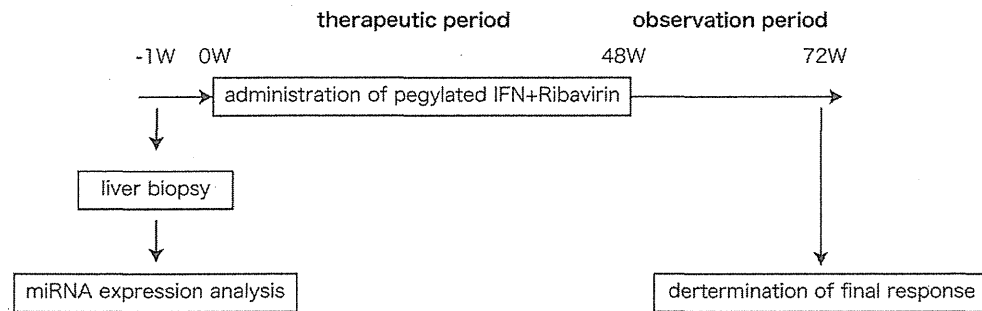 therapeutic period observation period
-1W 0W 48W 72W
administration of pegylated IFN+Ribavirin
liver biopsy
miRNA expression analysis dertermination of final response